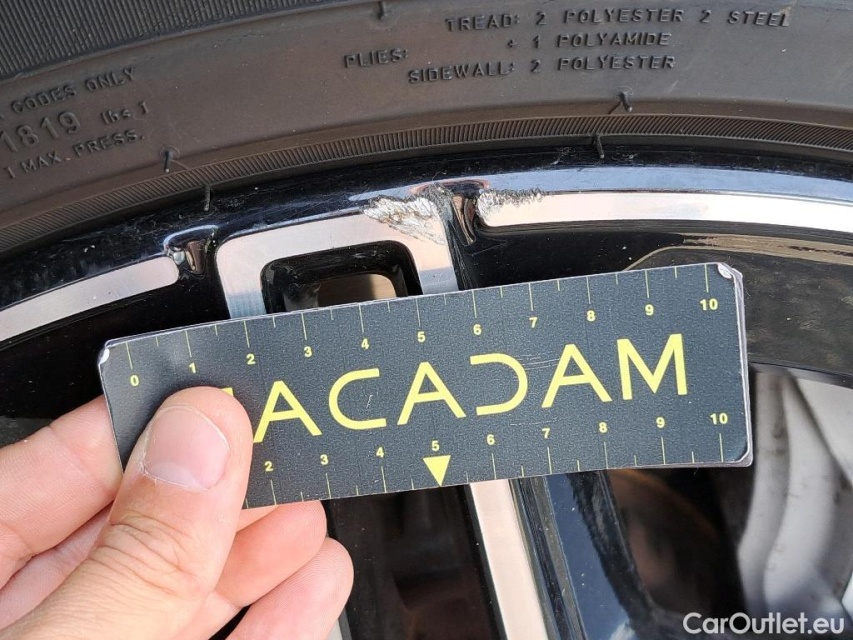 TREAD: 2 POLYESTER 2 STEEL
+ 1 POLYAMIDE
PLIES:
SIDEWALL: 2 POLYESTER
CODES ONLY
1819 lbs
MAX. PRESS.
0 1 2 3 4 5 6 7 8 9 10
ACADAM
2 3 4 5 6 7 8 9 10
CarOutlet.eu